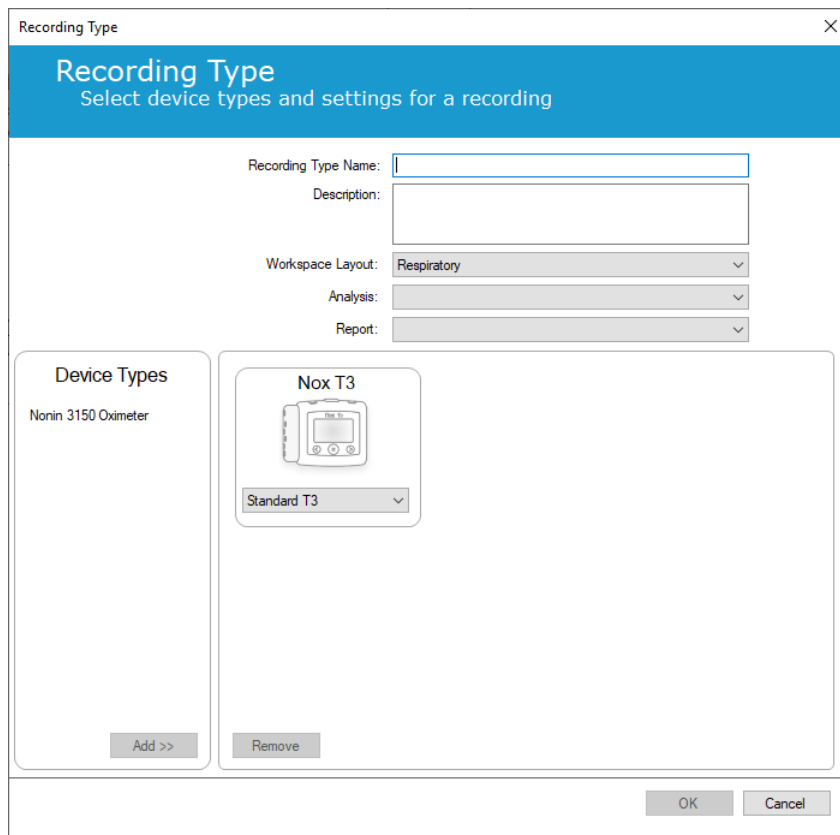 Recording Type
Recording Type
Select device types and settings for a recording
Recording Type Name:
Description:
Workspace Layout: Respiratory
Analysis:
Report:
Device Types
Nonin 3150 Oximeter
Add >>
Nox T3
Standard T3
Remove
OK Cancel